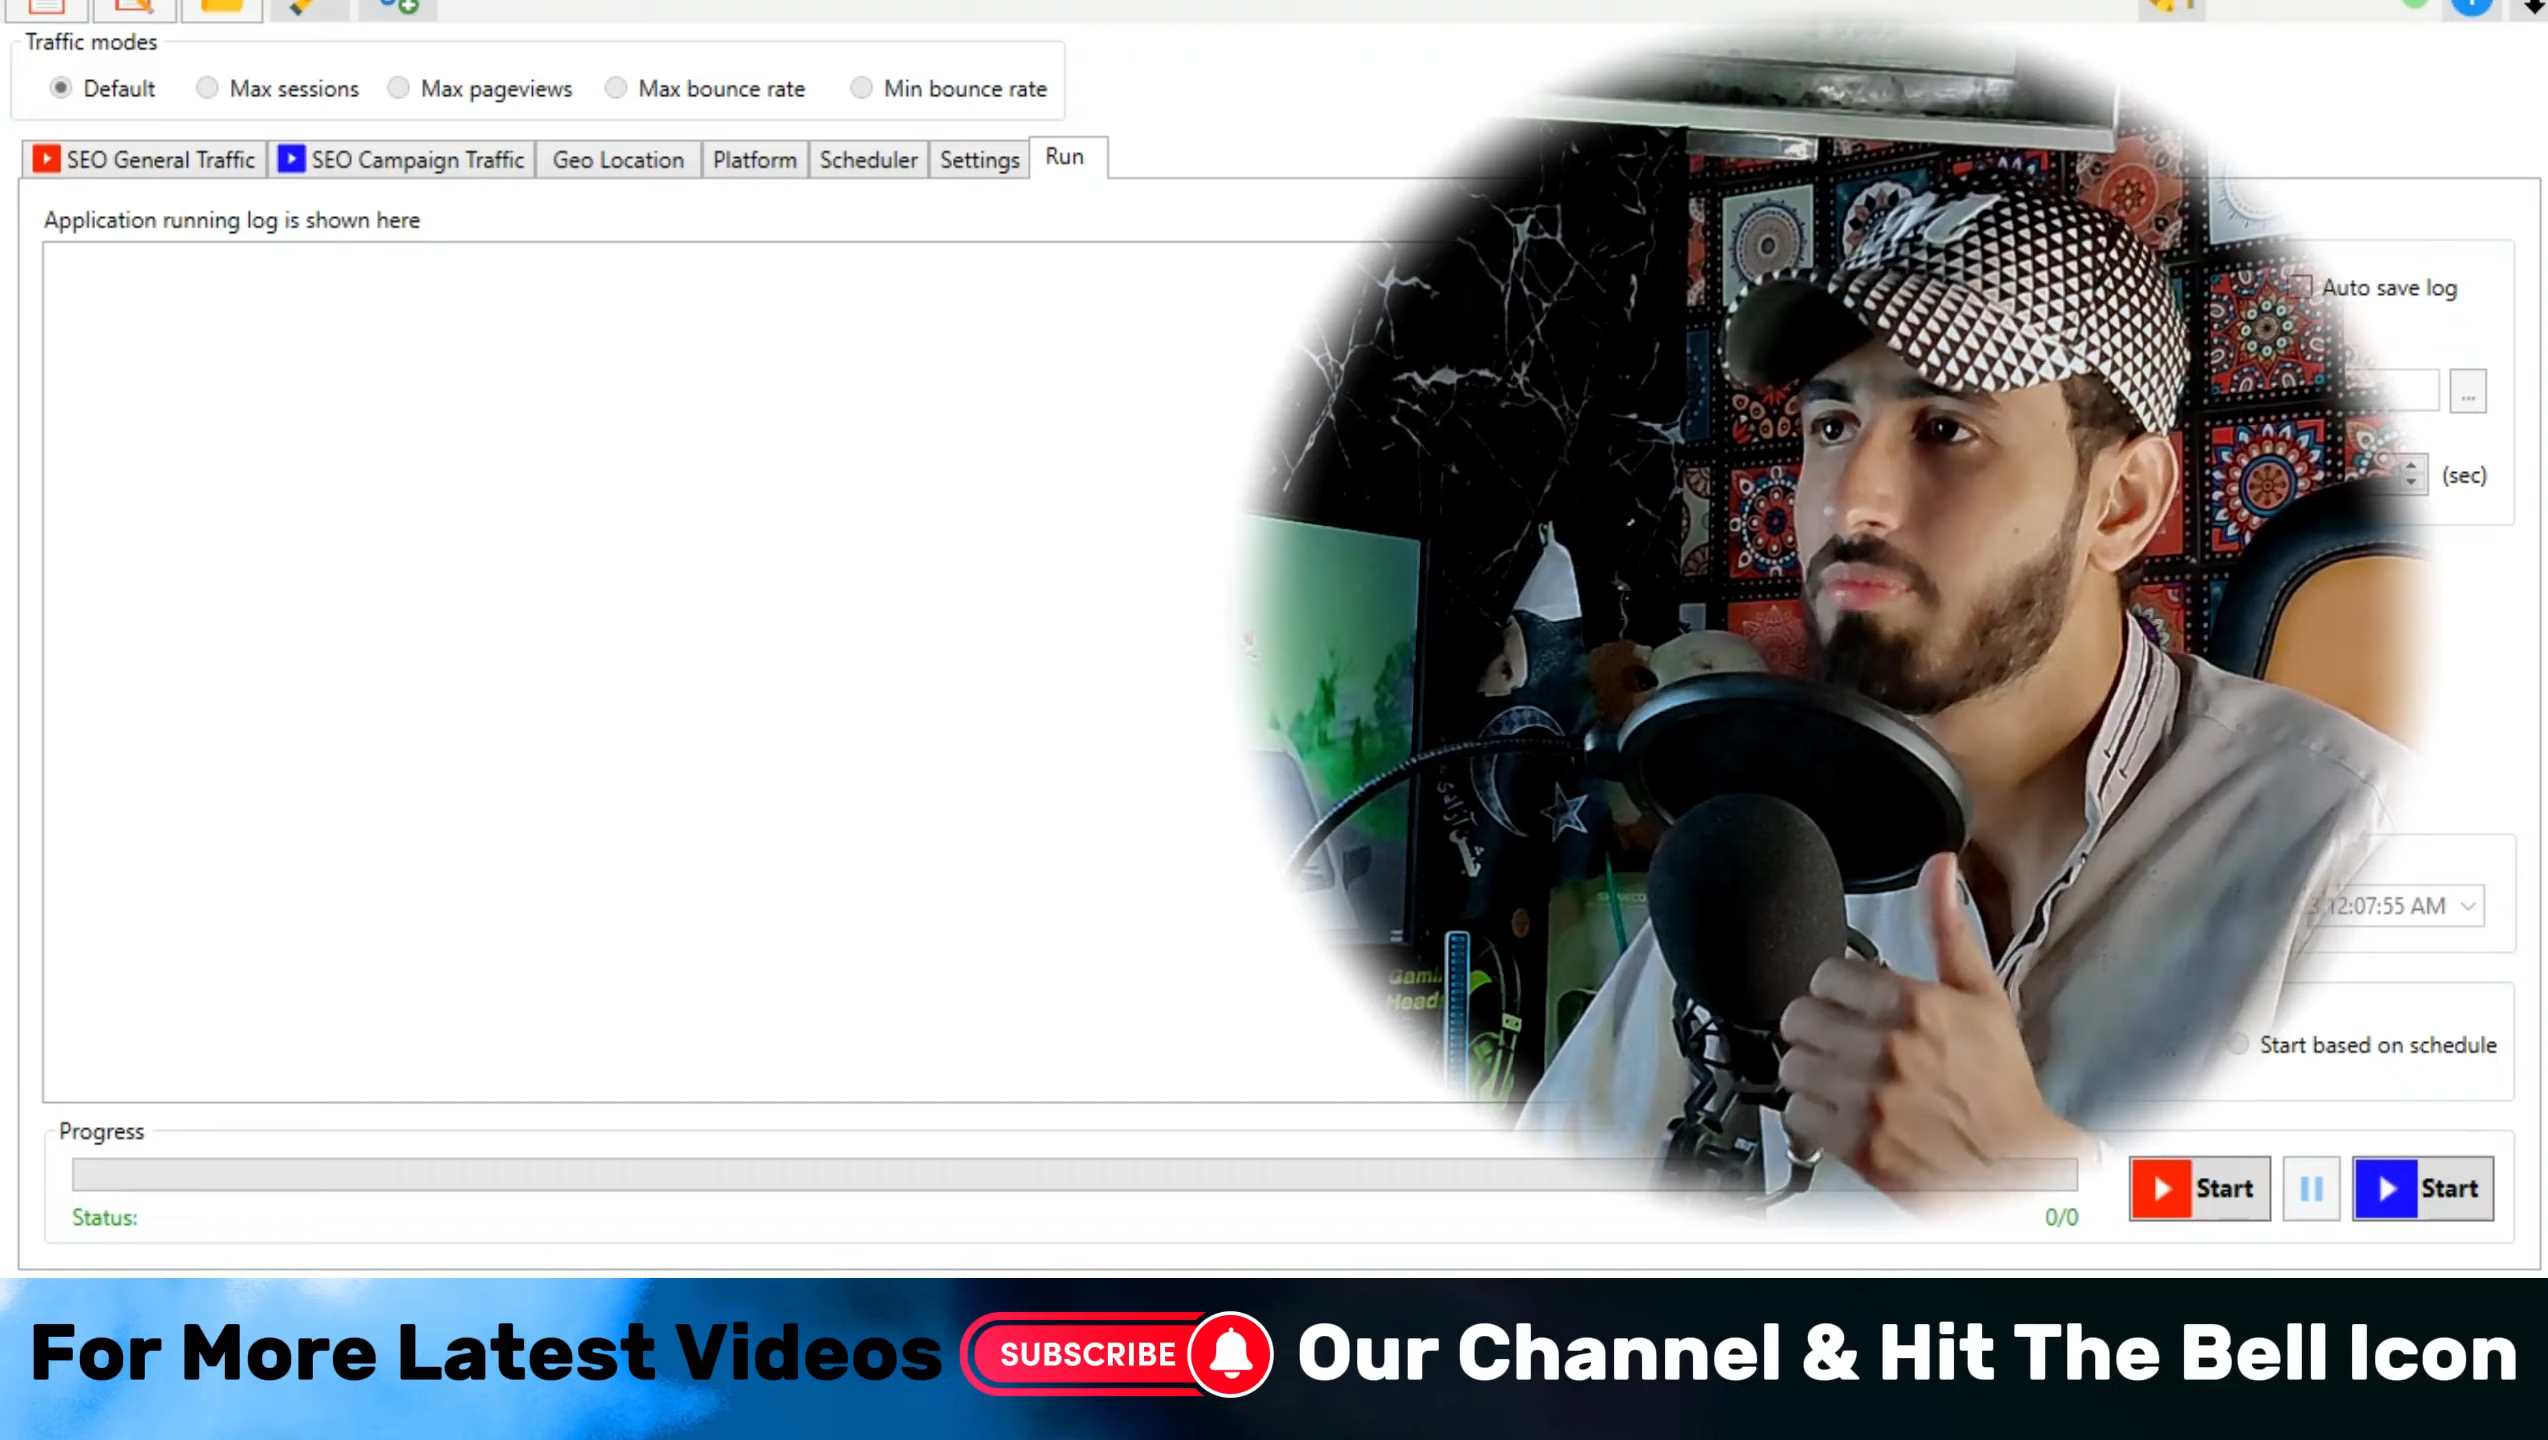 Traffic modes
Default Max sessions Max pageviews Max bounce rate Min bounce rate
SEO General Traffic SEO Campaign Traffic Geo Location Platform Scheduler Settings Run
Application running log is shown here
Auto save log
...
(sec)
12:07:55 AM
Start based on schedule
Progress
Status:
0/0
Start Start
For More Latest Videos SUBSCRIBE Our Channel & Hit The Bell Icon